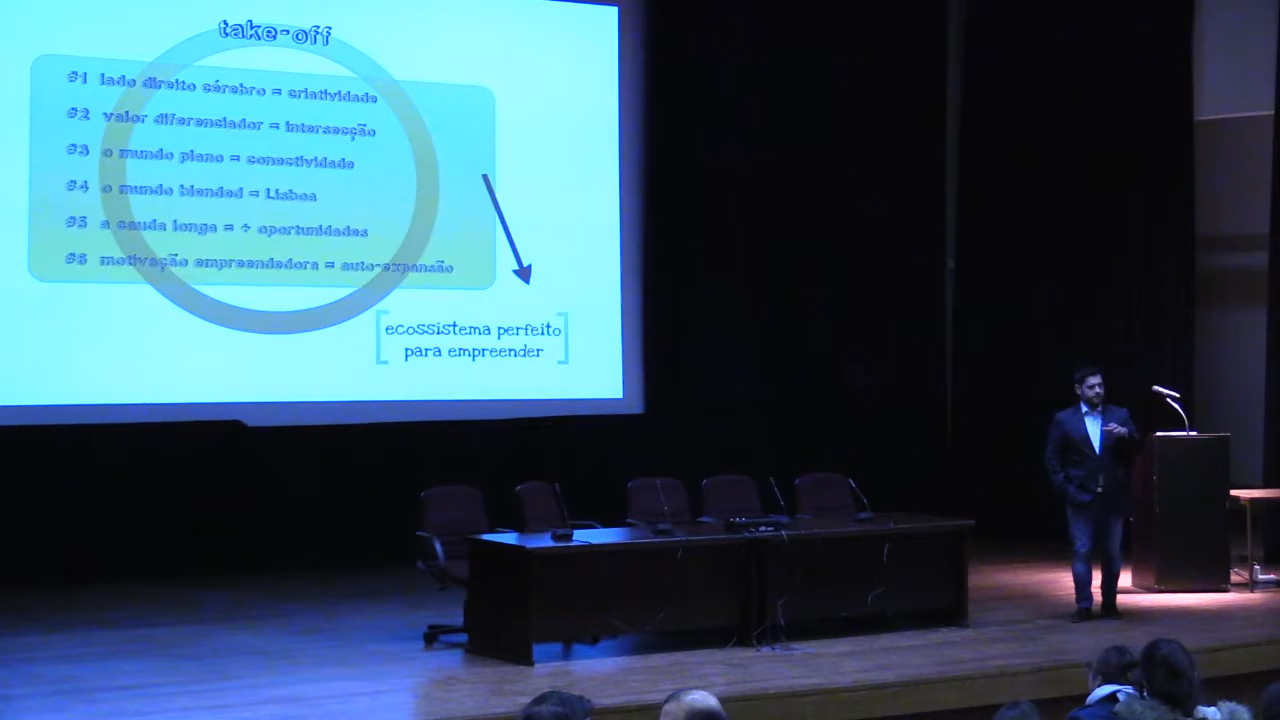 take-off
#1 lado direito cérebro = criatividade
#2 valor diferenciador = intersecção
#3 o mundo plano = conectividade
#4 o mundo blended = Lisboa
#5 a cauda longa = + oportunidades
#6 motivação empreendedora = auto-expansão
ecossistema perfeito
para empreender